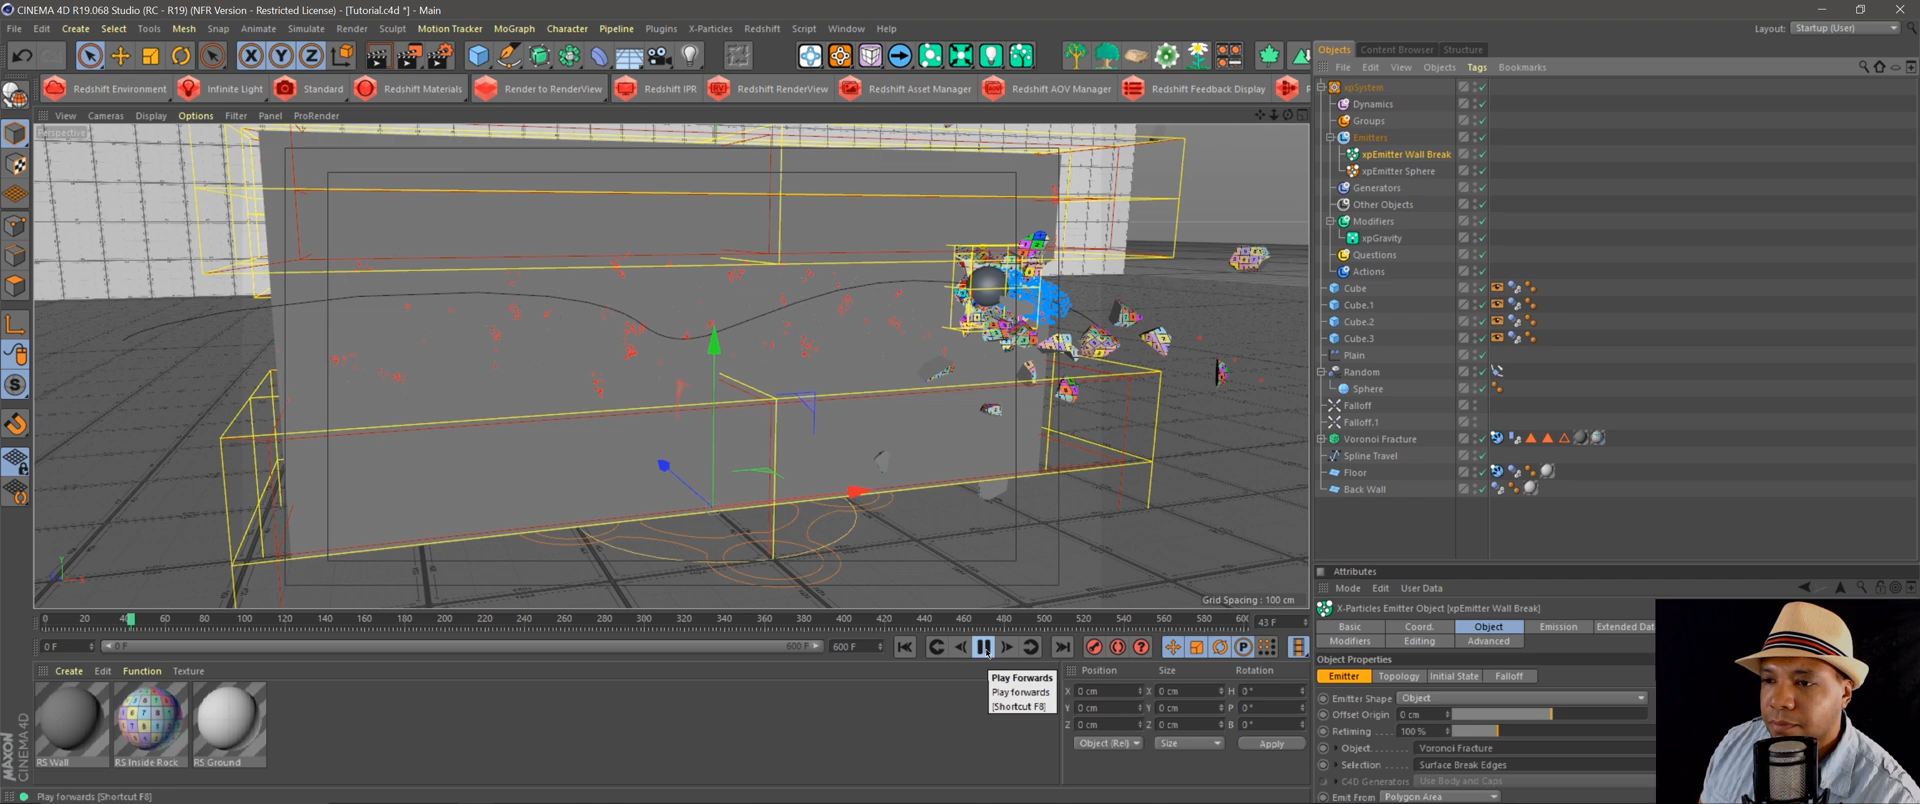 CINEMA 4D R19.068 Studio (RC - R19) (NFR Version - Restricted License) - [Tutorial.c4d *] - Main
File Edit Create Select Tools Mesh Snap Animate Simulate Render Sculpt Motion Tracker MoGraph Character Pipeline Plugins X-Particles Redshift Script Window Help
Layout: Startup (User)
Redshift Environment Infinite Light Standard Redshift Materials Render to RenderView Redshift IPR Redshift RenderView Redshift Asset Manager Redshift AOV Manager Redshift Feedback Display
View Cameras Display Options Filter Panel ProRender
Perspective
Grid Spacing : 100 cm
0 20 40 60 80 100 120 140 160 180 200 220 240 260 280 300 320 340 360 380 400 420 440 460 480 500 520 540 560 580 600
43 F
0 F
0 F
600 F
600 F
Play Forwards
Play forwards
[Shortcut F8]
Create Edit Function Texture
RS Wall
RS Inside Rock
RS Ground
Position Size Rotation
X 0 cm X 0 cm H 0°
Y 0 cm Y 0 cm P 0°
Z 0 cm Z 0 cm B 0°
Object (Rel) Size Apply
MAXON
CINEMA 4D
Play forwards [Shortcut F8]
Objects Content Browser Structure
File Edit View Objects Tags Bookmarks
xpSystem
Dynamics
Groups
Emitters
xpEmitter Wall Break
xpEmitter Sphere
Generators
Other Objects
Modifiers
xpGravity
Questions
Actions
Cube
Cube.1
Cube.2
Cube.3
Plain
Random
Sphere
Falloff
Falloff.1
Voronoi Fracture
Spline Travel
Floor
Back Wall
Attributes
Mode Edit User Data
X-Particles Emitter Object [xpEmitter Wall Break]
Basic Coord. Object Emission Extended Dat
Modifiers Editing Advanced
Object Properties
Emitter Topology Initial State Falloff
Emitter Shape Object
Offset Origin 0 cm
Retiming . . . . 100 %
Object. . . . . . . . Voronoi Fracture
Selection . . . . . Surface Break Edges
C4D Generators Use Body and Caps
Emit From Polygon Area